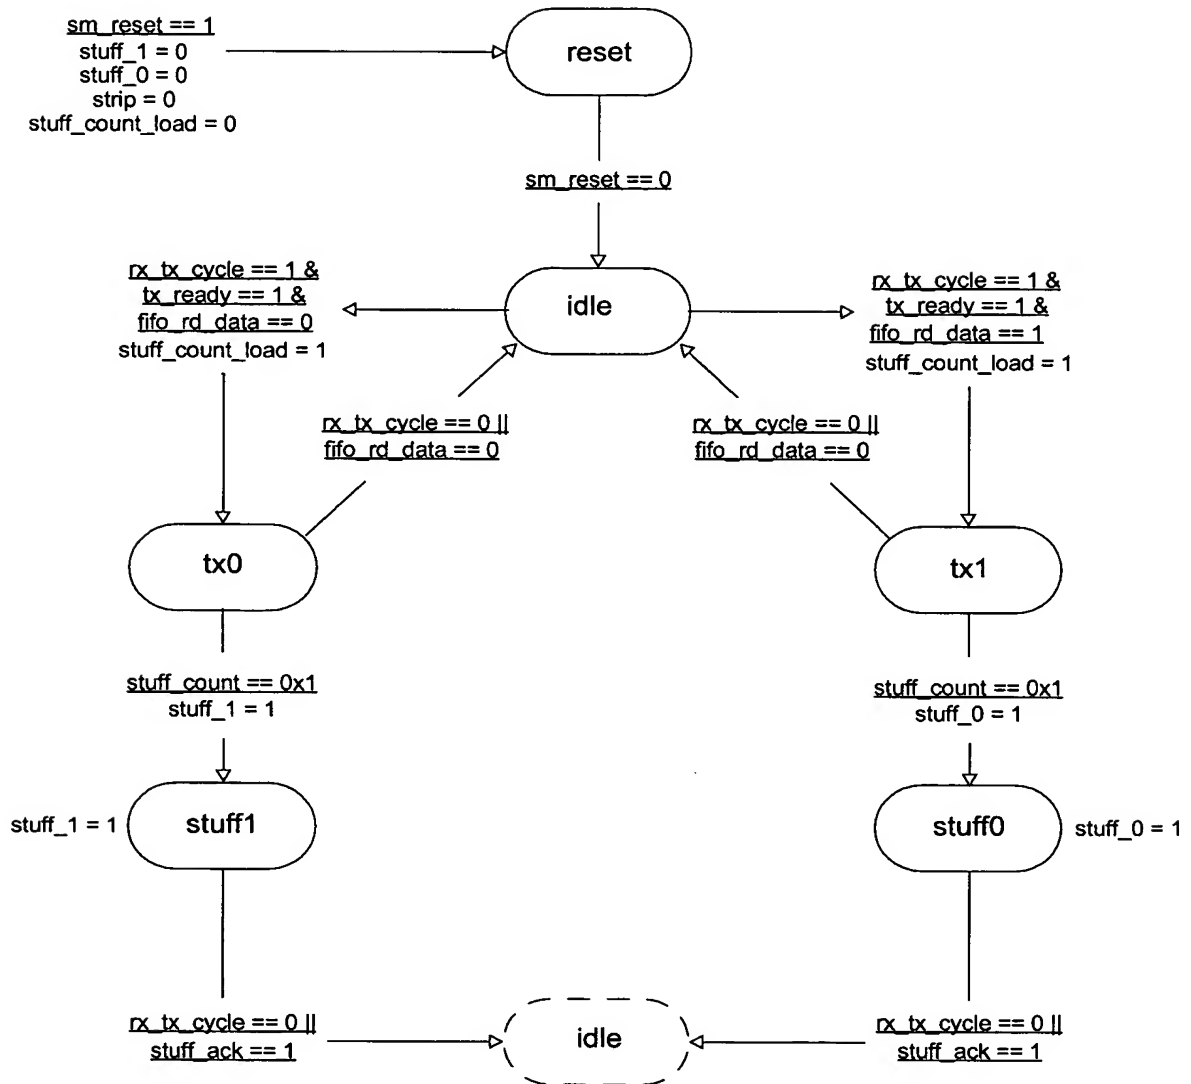 sm_reset == 1
stuff_1 = 0
stuff_0 = 0
strip = 0
stuff_count_load = 0
reset
sm_reset == 0
idle
rx_tx_cycle == 1 &
tx_ready == 1 &
fifo_rd_data == 0
stuff_count_load = 1
rx_tx_cycle == 1 &
tx_ready == 1 &
fifo_rd_data == 1
stuff_count_load = 1
rx_tx_cycle == 0 ||
fifo_rd_data == 0
rx_tx_cycle == 0 ||
fifo_rd_data == 0
tx0
tx1
stuff_count == 0x1
stuff_1 = 1
stuff_count == 0x1
stuff_0 = 1
stuff_1 = 1
stuff1
stuff0
stuff_0 = 1
rx_tx_cycle == 0 ||
stuff_ack == 1
idle
rx_tx_cycle == 0 ||
stuff_ack == 1